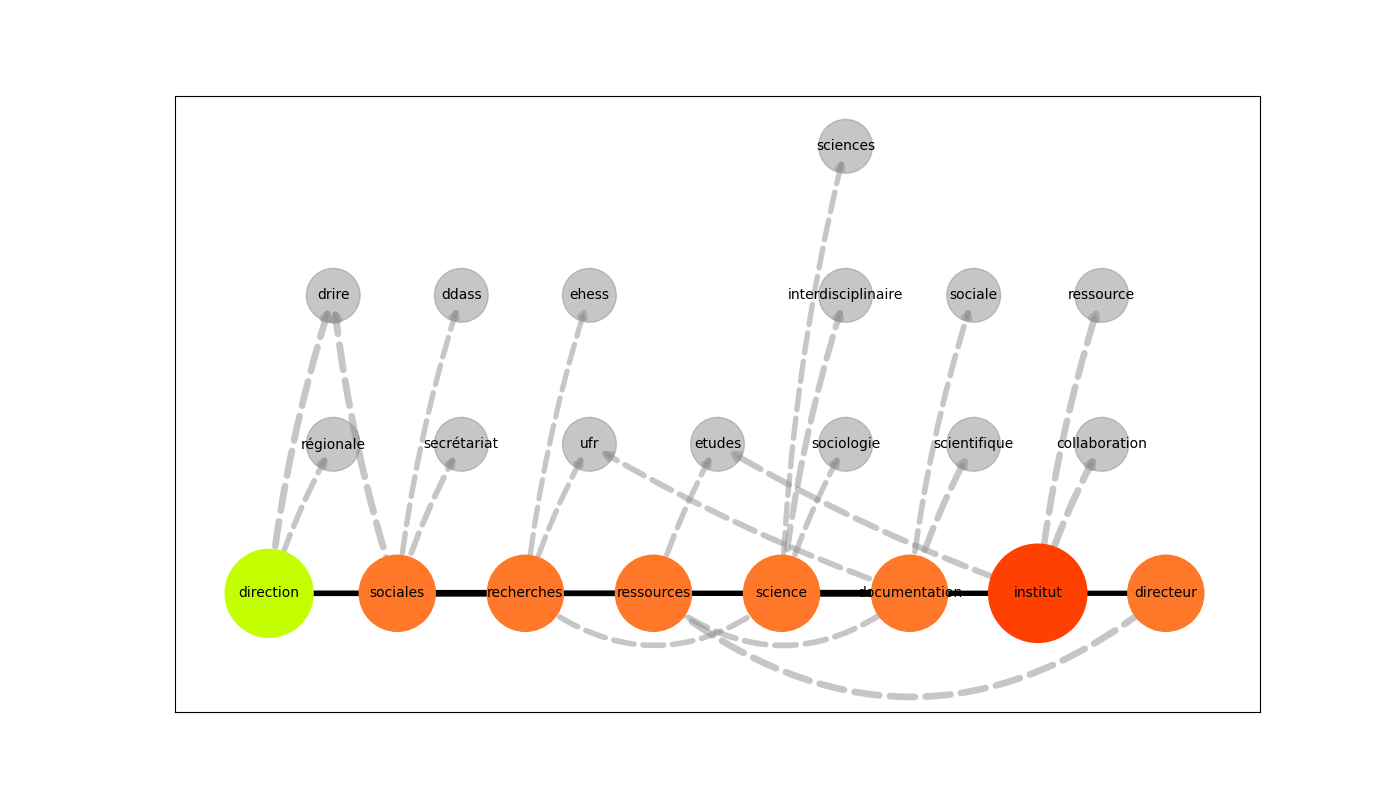 sciences
drire
ddass
ehess
interdisciplinaire
sociale
ressource
régionale
secrétariat
ufr
etudes
sociologie
scientifique
collaboration
direction
sociales
recherches
ressources
science
documentation
institut
directeur